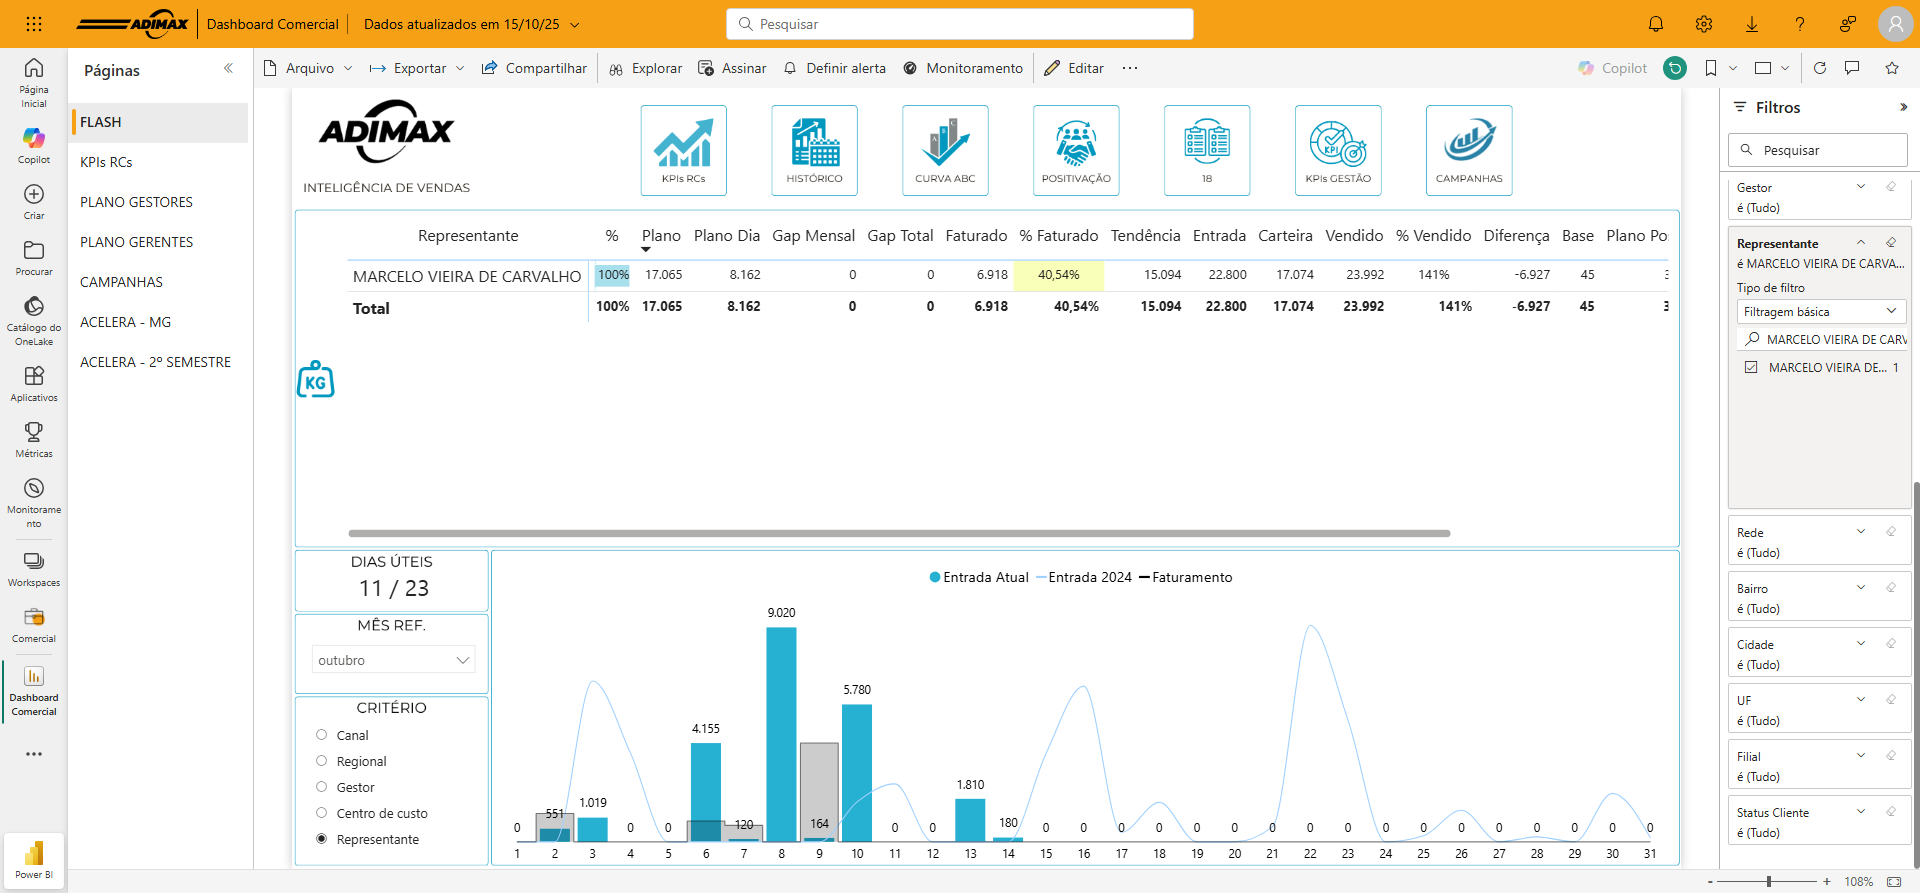 ADIMAX
Dashboard Comercial
Dados atualizados em 15/10/25
Pesquisar
Arquivo
Exportar
Compartilhar
Explorar
Assinar
Definir alerta
Monitoramento
Editar
Copilot
Página
Inicial
Copilot
Criar
Procurar
Catálogo do
OneLake
Aplicativos
Métricas
Monitorame
nto
Workspaces
Comercial
Dashboard
Comercial
Power BI
Páginas
FLASH
KPIs RCs
PLANO GESTORES
PLANO GERENTES
CAMPANHAS
ACELERA - MG
ACELERA - 2º SEMESTRE
ADIMAX
INTELIGÊNCIA DE VENDAS
KPIs RCs
HISTÓRICO
A B C
CURVA ABC
POSITIVAÇÃO
18
KPI
KPIs GESTÃO
CAMPANHAS
Representante % Plano Plano Dia Gap Mensal Gap Total Faturado % Faturado Tendência Entrada Carteira Vendido % Vendido Diferença Base Plano Po
MARCELO VIEIRA DE CARVALHO 100% 17.065 8.162 0 0 6.918 40,54% 15.094 22.800 17.074 23.992 141% -6.927 45
Total 100% 17.065 8.162 0 0 6.918 40,54% 15.094 22.800 17.074 23.992 141% -6.927 45
KG
DIAS ÚTEIS
11 / 23
MÊS REF.
outubro
CRITÉRIO
Canal
Regional
Gestor
Centro de custo
Representante
Entrada Atual Entrada 2024 Faturamento
0 551 1.019 0 0 4.155 120 9.020 164 5.780 0 0 1.810 180 0 0 0 0 0 0 0 0 0 0 0 0 0 0 0 0 0
1 2 3 4 5 6 7 8 9 10 11 12 13 14 15 16 17 18 19 20 21 22 23 24 25 26 27 28 29 30 31
Filtros
Pesquisar
Gestor
é (Tudo)
Representante
é MARCELO VIEIRA DE CARVA...
Tipo de filtro
Filtragem básica
MARCELO VIEIRA DE CARV
MARCELO VIEIRA DE... 1
Rede
é (Tudo)
Bairro
é (Tudo)
Cidade
é (Tudo)
UF
é (Tudo)
Filial
é (Tudo)
Status Cliente
é (Tudo)
- + 108%